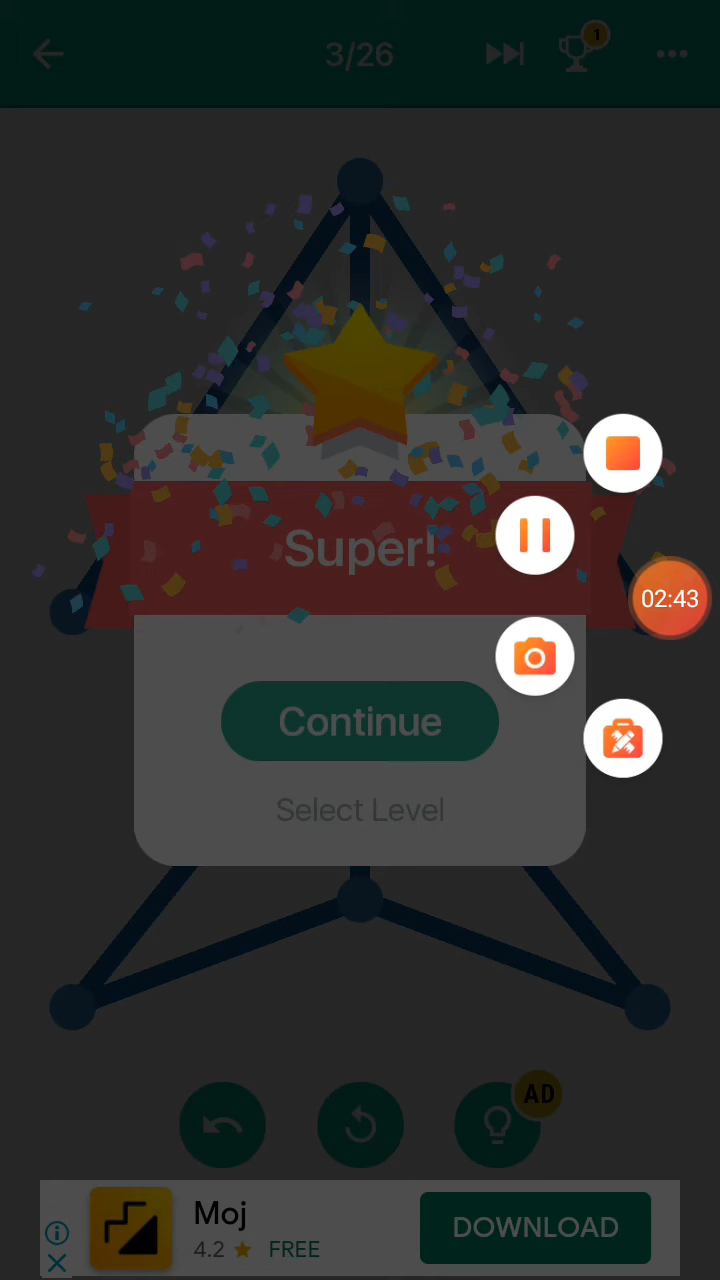 3/26
1
Super!
02:43
Continue
Select Level
AD
Moj
4.2 FREE
DOWNLOAD